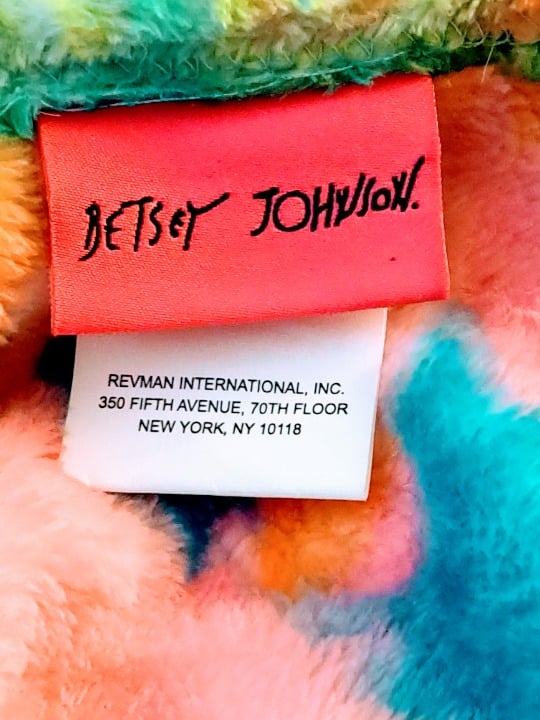 BETSEY JOHNSON.
REVMAN INTERNATIONAL, INC.
350 FIFTH AVENUE, 70TH FLOOR
NEW YORK, NY 10118